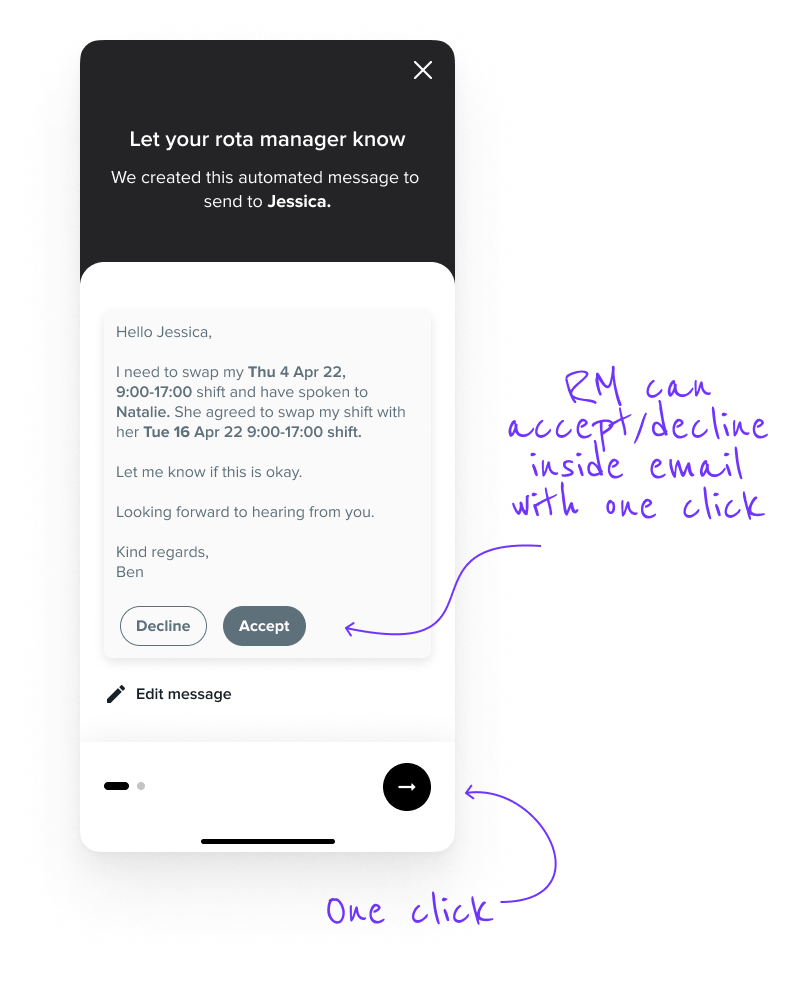 Let your rota manager know
We created this automated message to
send to Jessica.
Hello Jessica,
I need to swap my Thu 4 Apr 22,
9:00-17:00 shift and have spoken to
Natalie. She agreed to swap my shift with
her Tue 16 Apr 22 9:00-17:00 shift.
Let me know if this is okay.
Looking forward to hearing from you.
Kind regards,
Ben
Decline
Accept
Edit message
RM can
accept/decline
inside email
with one click
One click